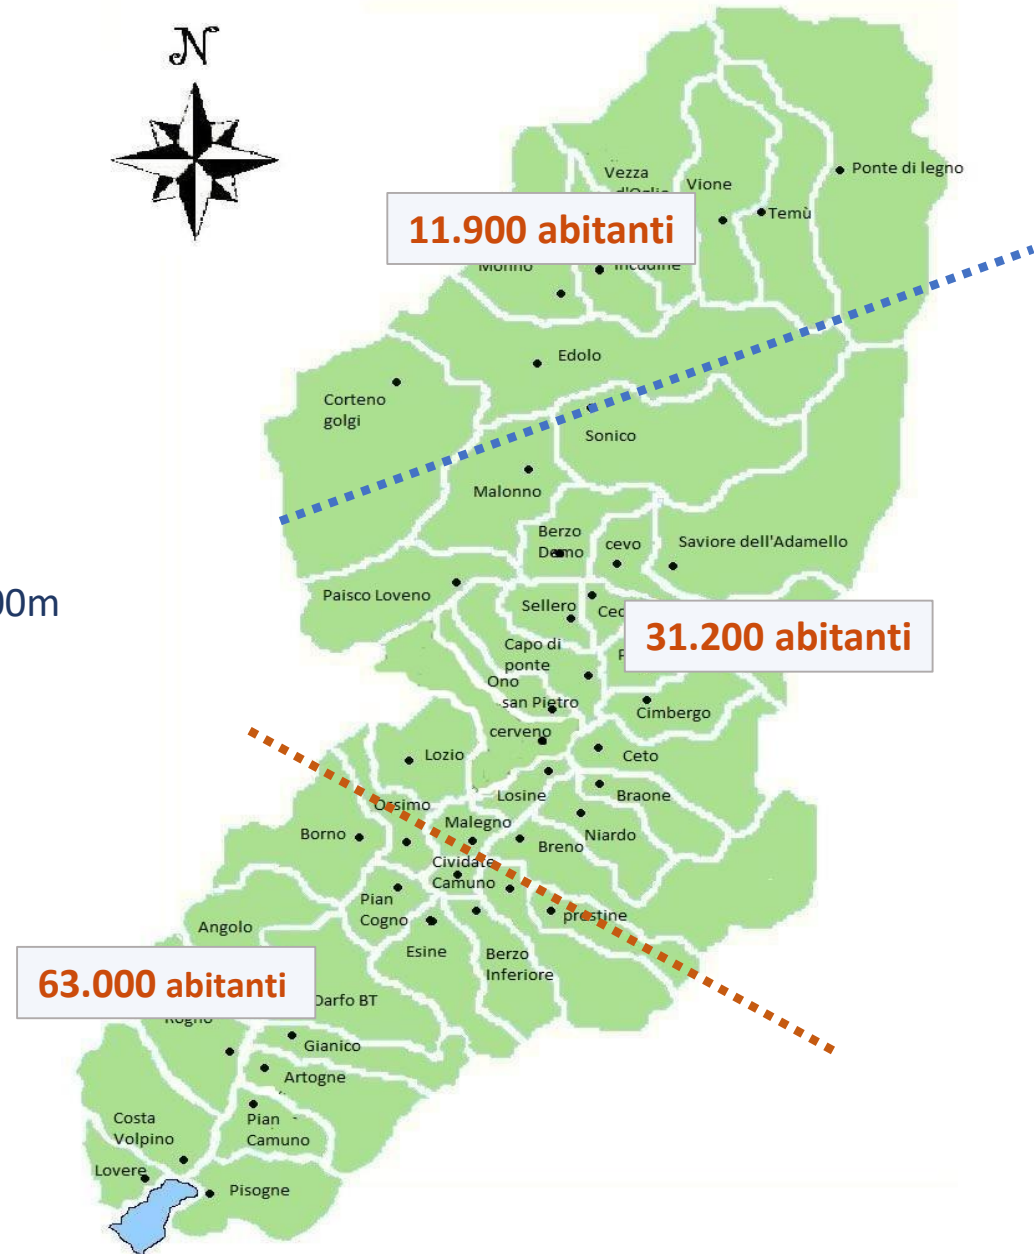 N
Ponte di legno
Vezza
Vione
Temù
11.900 abitanti
Edolo
Corteno
golgi
Sonico
Malonno
Berzo
Demo
cevo
Saviore dell'Adamello
00m
Paisco Loveno
Sellero
31.200 abitanti
Capo di
ponte
Ono
san Pietro
Cimbergo
cerveno
Lozio
Ceto
Losine
Braone
Ossimo
Malegno
Borno
Niardo
Breno
Cividate
Camuno
Pian
Cogno
prestine
Angolo
Esine
Berzo
Inferiore
63.000 abitanti
Darfo BT
Gianico
Artogne
Costa
Volpino
Pian
Camuno
Lovere
Pisogne